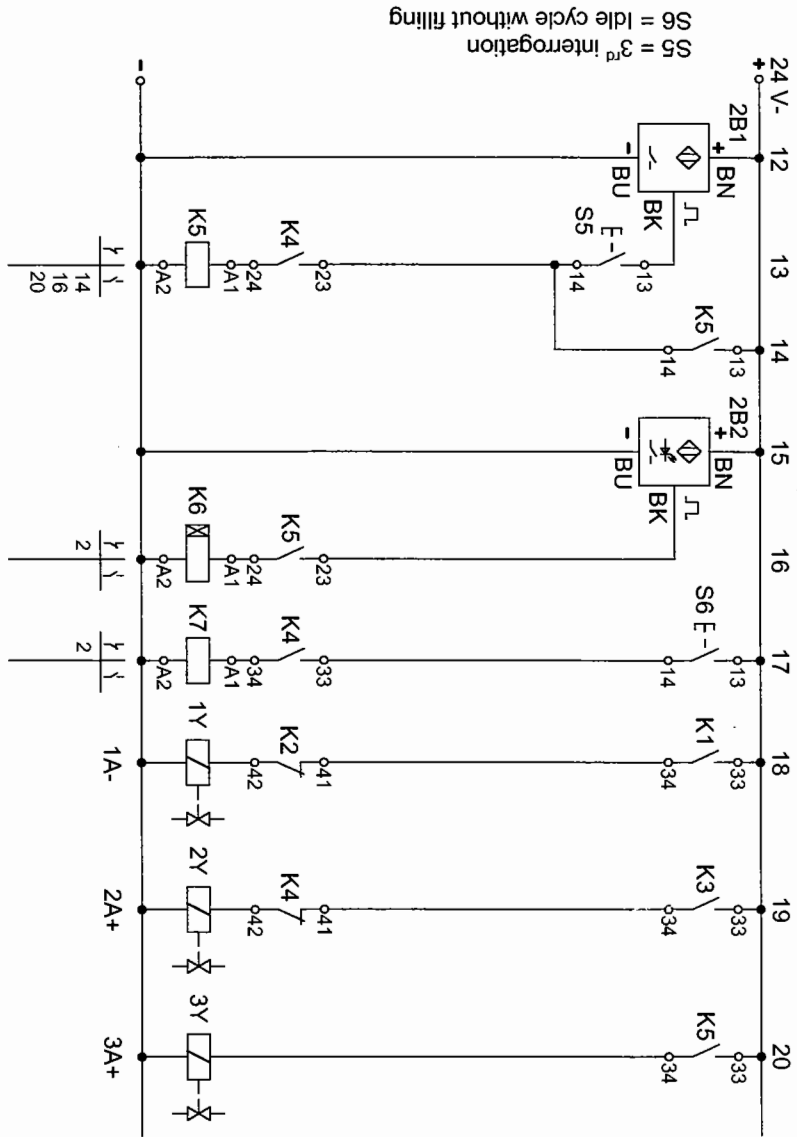 24 V-
+
-
12
2B1
+ BN
- BU
BK
13
S5
13
14
K4
23
24
K5
A1
A2
14
16
20
14
K5
13
14
15
2B2
+ BN
- BU
BK
16
K5
23
24
K6
A1
A2
2
17
S6
13
14
K4
33
34
K7
A1
A2
2
18
K1
33
34
K2
41
42
1Y
1A-
19
K3
33
34
K4
41
42
2Y
2A+
20
K5
33
34
3Y
3A+
S5 = 3rd interrogation
S6 = Idle cycle without filling